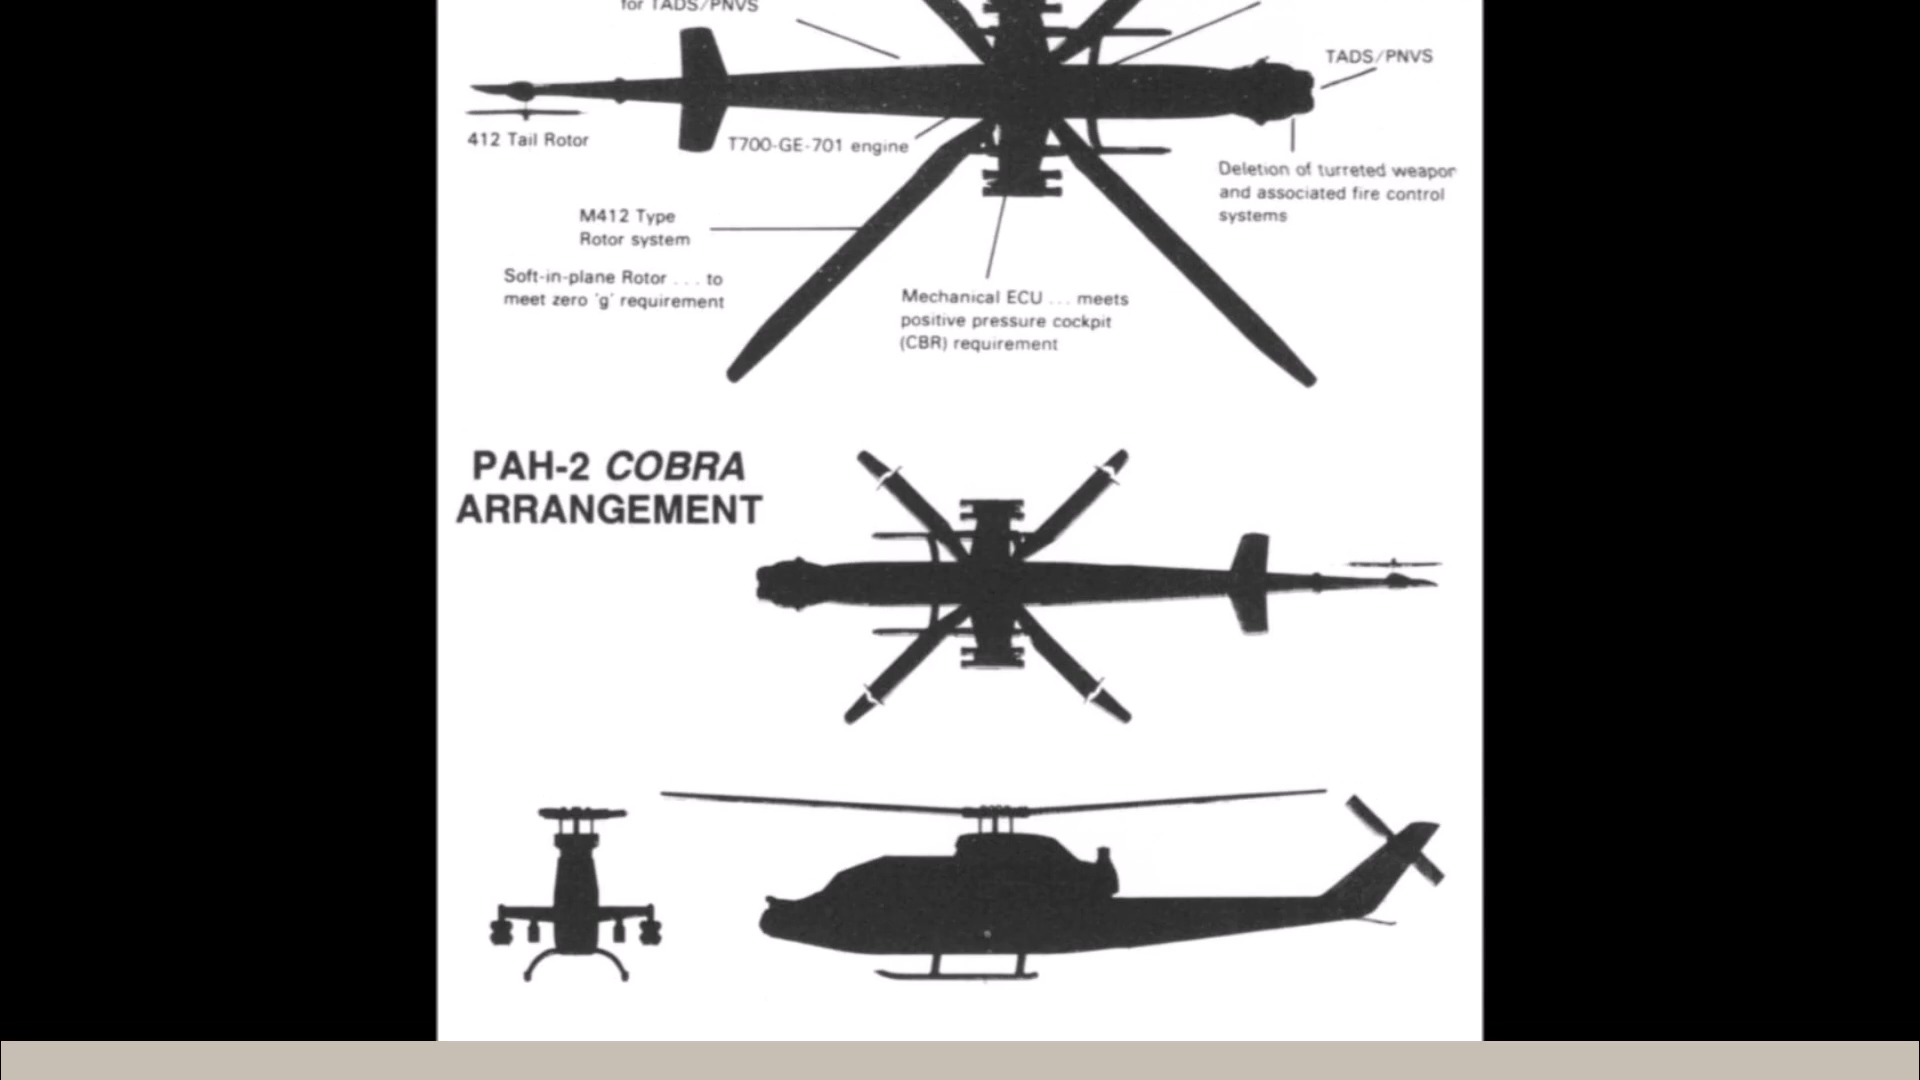 for TADS/PNVS
TADS/PNVS
412 Tail Rotor
T700-GE-701 engine
Deletion of turreted weapon
and associated fire control
systems
M412 Type
Rotor system
Soft-in-plane Rotor . . . to
meet zero 'g' requirement
Mechanical ECU . . . meets
positive pressure cockpit
(CBR) requirement
PAH-2 COBRA
ARRANGEMENT